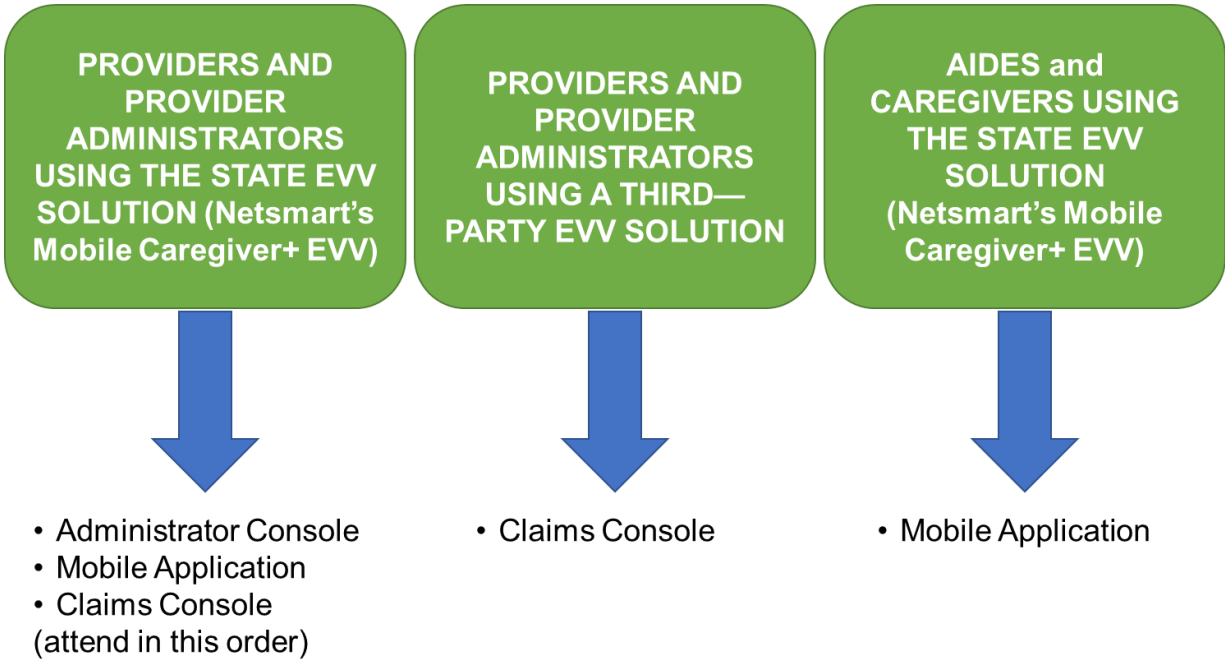 PROVIDERS AND
PROVIDER
ADMINISTRATORS
USING THE STATE EVV
SOLUTION (Netsmart’s
Mobile Caregiver+ EVV)
PROVIDERS AND
PROVIDER
ADMINISTRATORS
USING A THIRD—
PARTY EVV SOLUTION
AIDES and
CAREGIVERS USING
THE STATE EVV
SOLUTION
(Netsmart’s Mobile
Caregiver+ EVV)
• Administrator Console
• Mobile Application
• Claims Console
(attend in this order)
• Claims Console
• Mobile Application